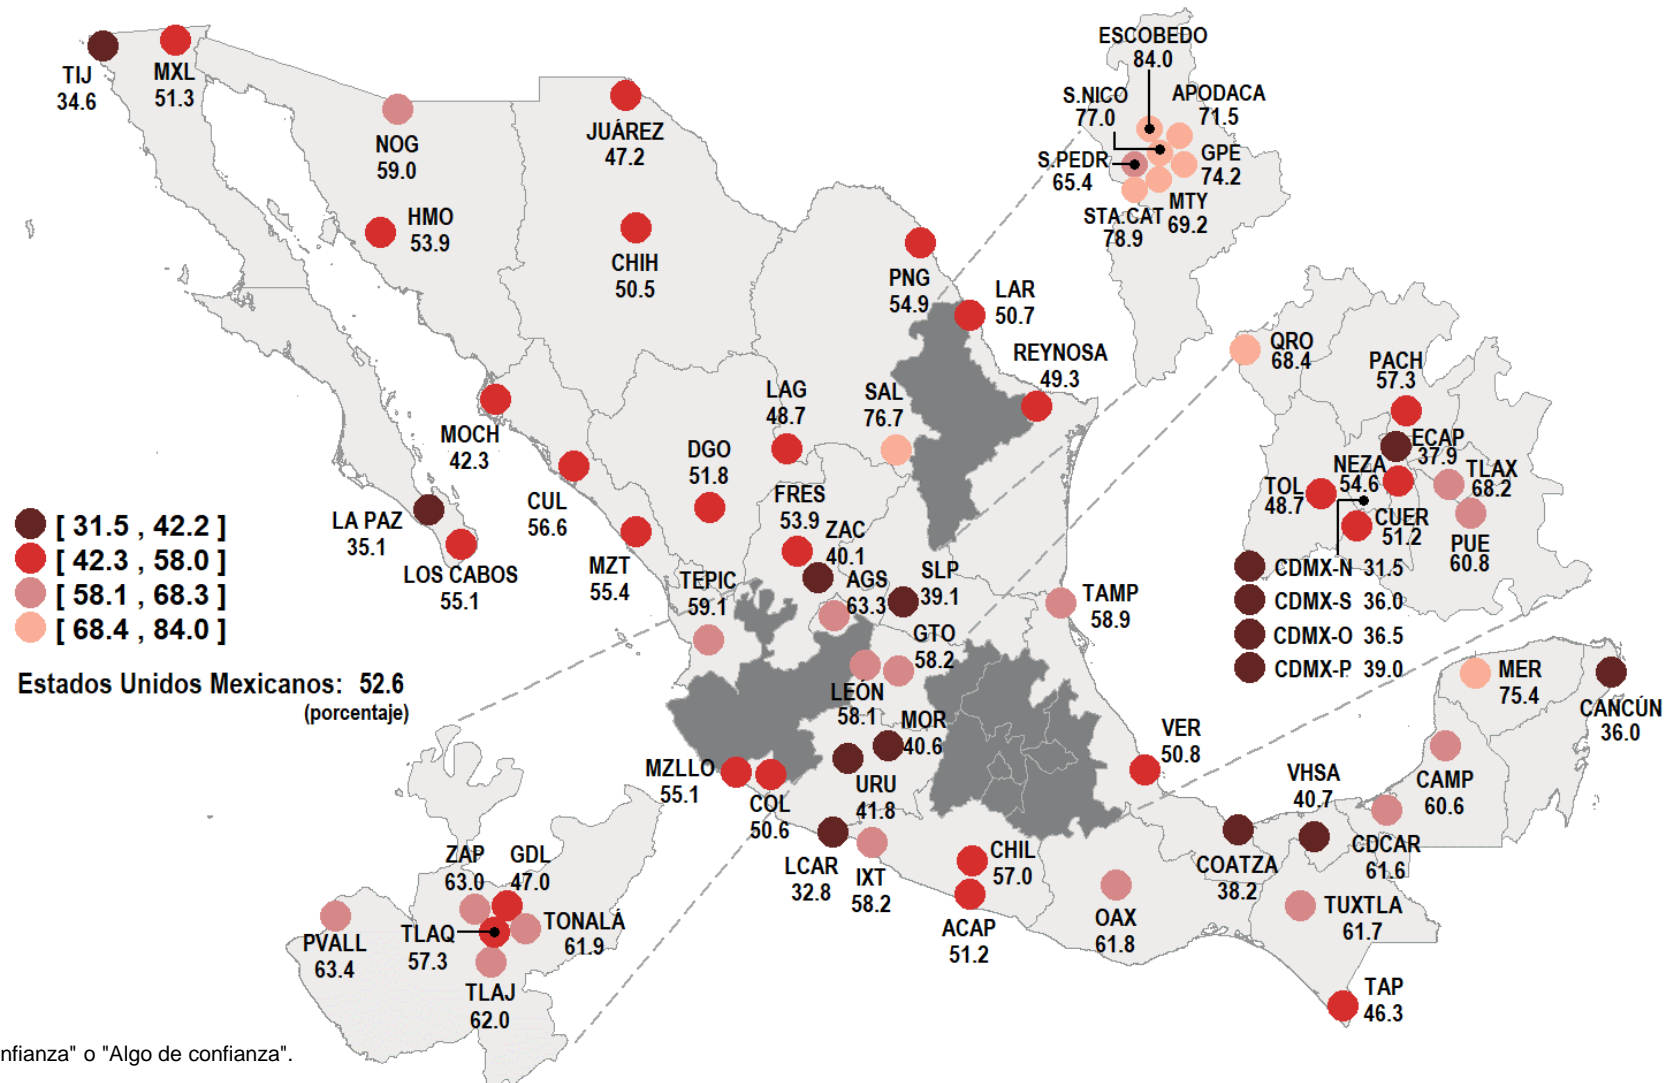 ESCOBEDO
84.0
S.NICO
77.0
APODACA
71.5
S.PEDR
65.4
GPE
74.2
MTY
69.2
STA.CAT
78.9
TIJ
34.6
MXL
51.3
NOG
59.0
JUÁREZ
47.2
HMO
53.9
CHIH
50.5
PNG
54.9
LAR
50.7
REYNOSA
49.3
QRO
68.4
PACH
57.3
ECAP
37.9
NEZA
54.6
TLAX
68.2
TOL
48.7
CUER
51.2
PUE
60.8
CDMX-N 31.5
CDMX-S 36.0
CDMX-O 36.5
CDMX-P 39.0
MOCH
42.3
LAG
48.7
SAL
76.7
DGO
51.8
CUL
56.6
FRES
53.9
ZAC
40.1
LA PAZ
35.1
LOS CABOS
55.1
MZT
55.4
TEPIC
59.1
AGS
63.3
SLP
39.1
TAMP
58.9
GTO
58.2
LEÓN
58.1
MOR
40.6
[ 31.5 , 42.2 ]
[ 42.3 , 58.0 ]
[ 58.1 , 68.3 ]
[ 68.4 , 84.0 ]
Estados Unidos Mexicanos: 52.6
(porcentaje)
MZLLO
55.1
COL
50.6
URU
41.8
LCAR
32.8
IXT
58.2
CHIL
57.0
ACAP
51.2
VER
50.8
OAX
61.8
COATZA
38.2
VHSA
40.7
MER
75.4
CANCÚN
36.0
CAMP
60.6
CDCAR
61.6
TUXTLA
61.7
TAP
46.3
ZAP
63.0
GDL
47.0
TLAQ
57.3
TONALÁ
61.9
PVALL
63.4
TLAJ
62.0
nfianza" o "Algo de confianza".